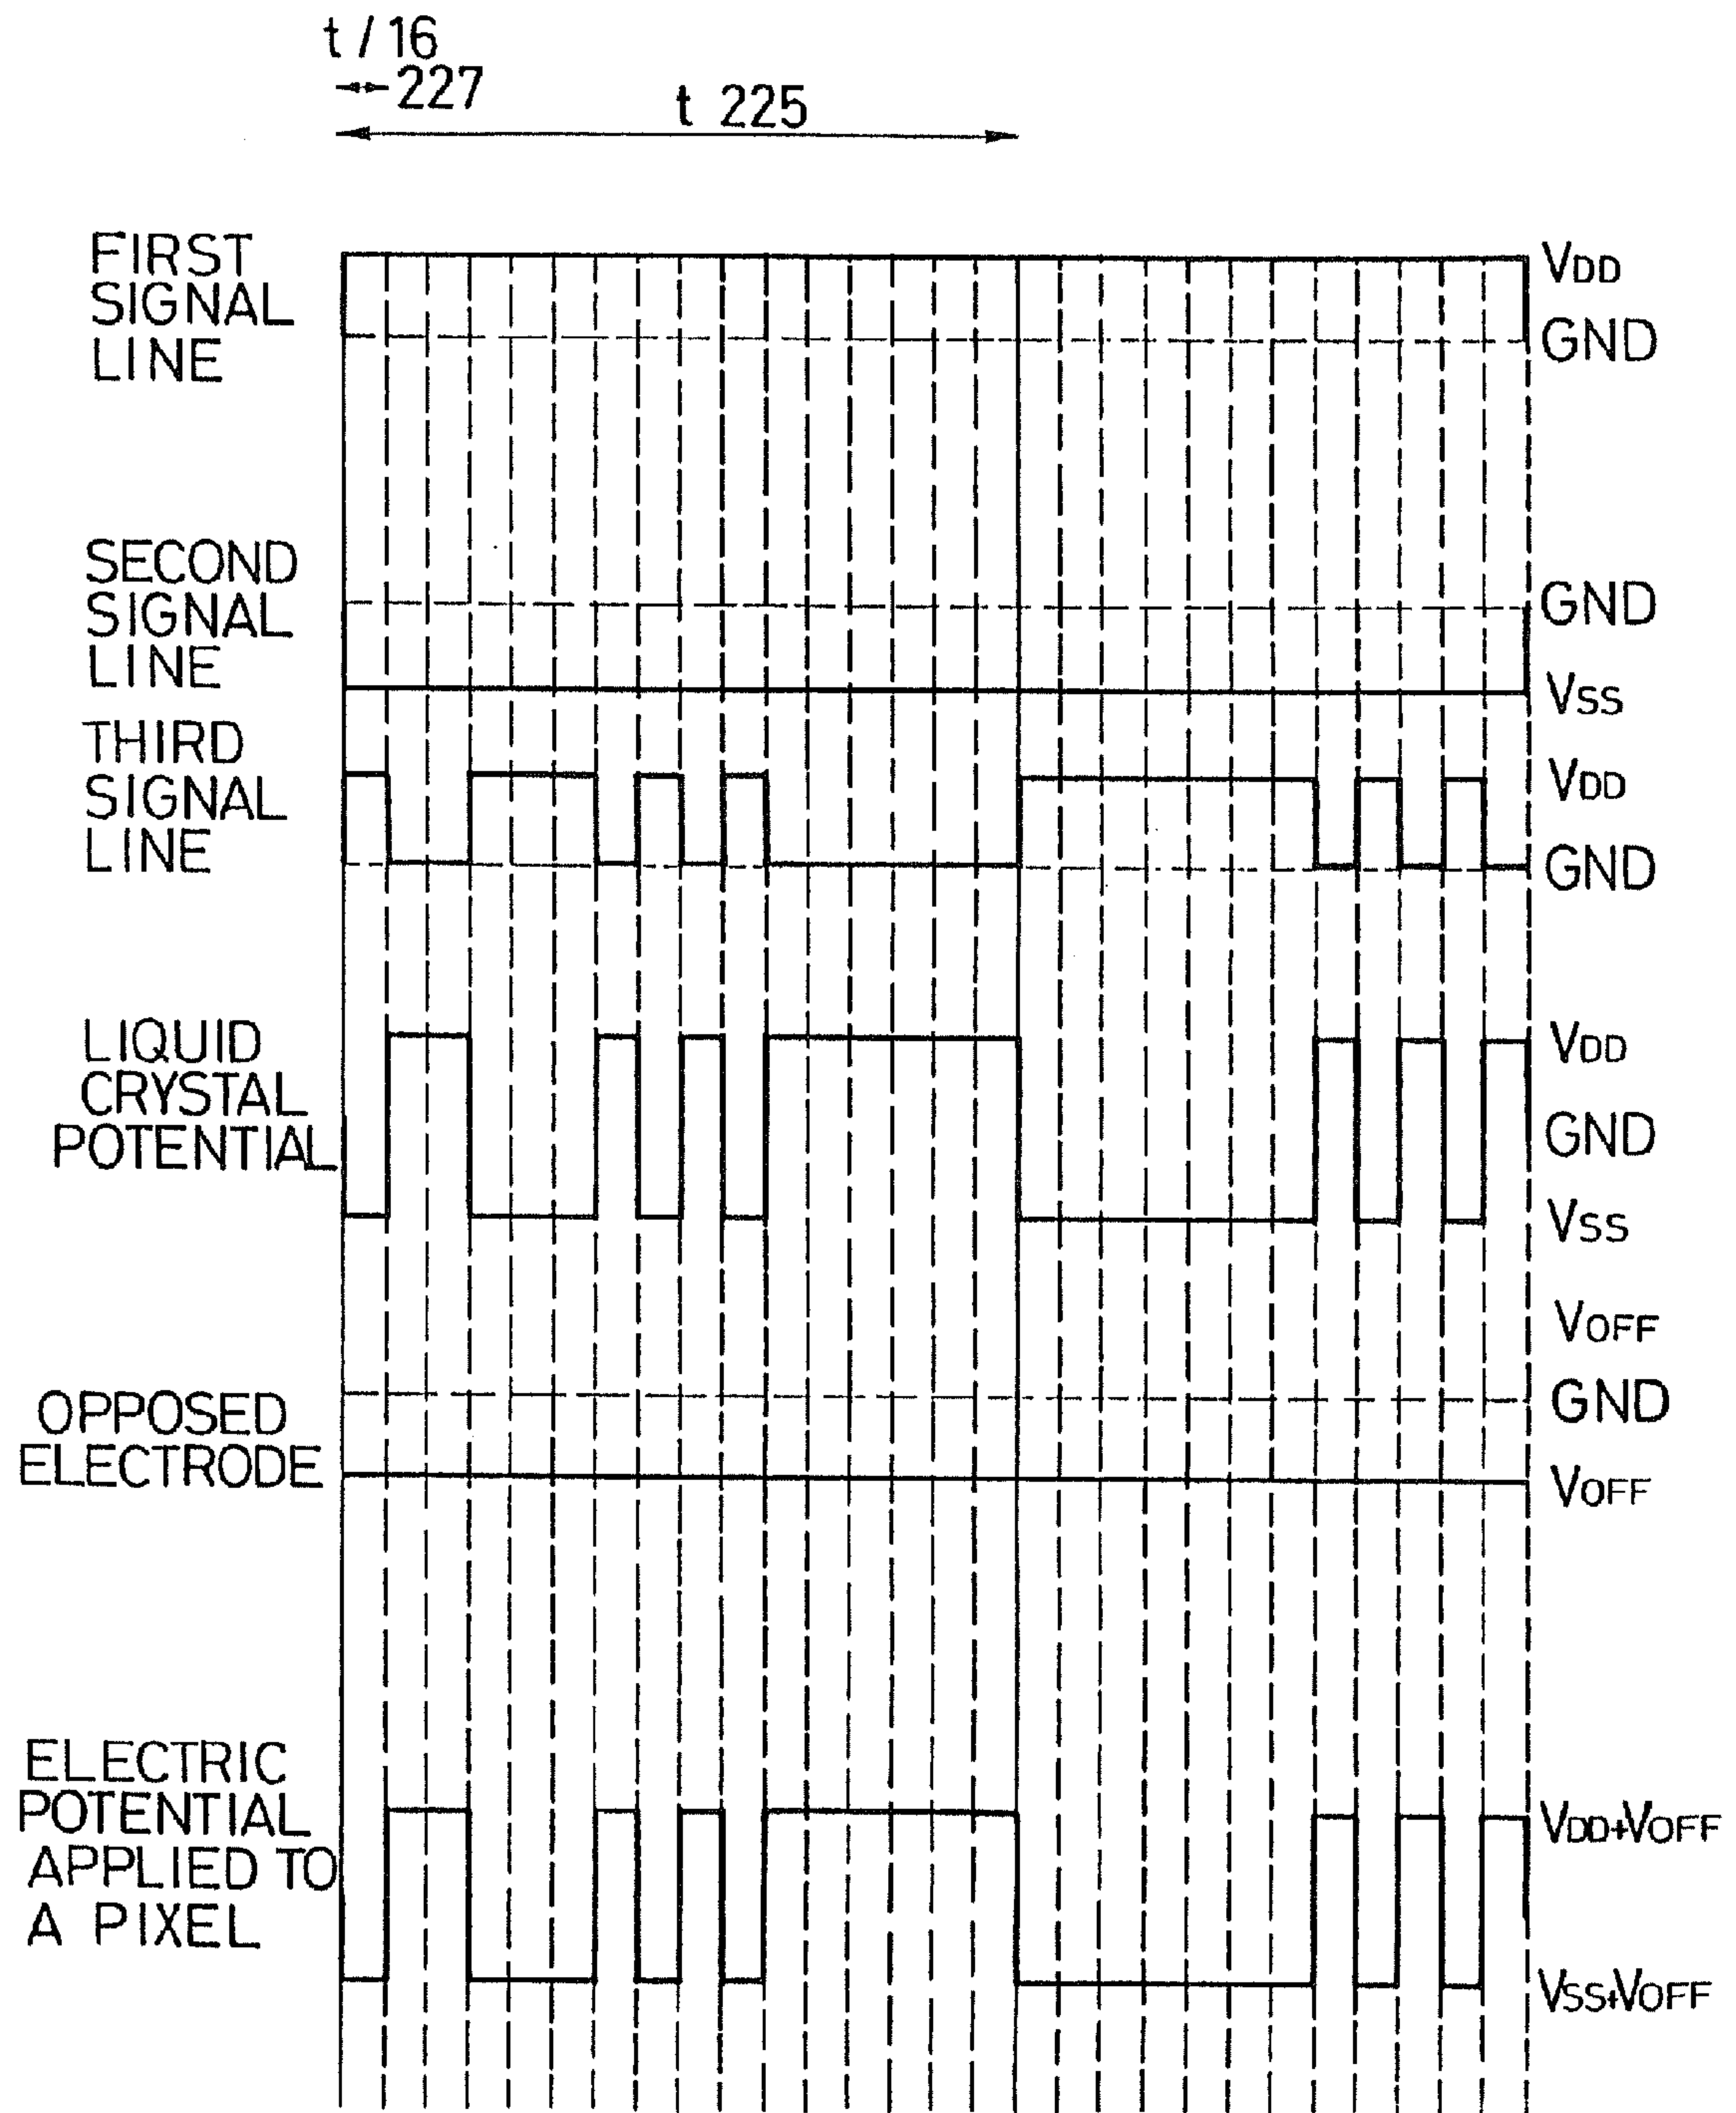 t / 16
227
t 225
FIRST
SIGNAL
LINE
VDD
GND
SECOND
SIGNAL
LINE
GND
VSS
THIRD
SIGNAL
LINE
VDD
GND
LIQUID
CRYSTAL
POTENTIAL
VDD
GND
VSS
VOFF
OPPOSED
ELECTRODE
GND
VOFF
ELECTRIC
POTENTIAL
APPLIED TO
A PIXEL
VDD+VOFF
VSS+VOFF